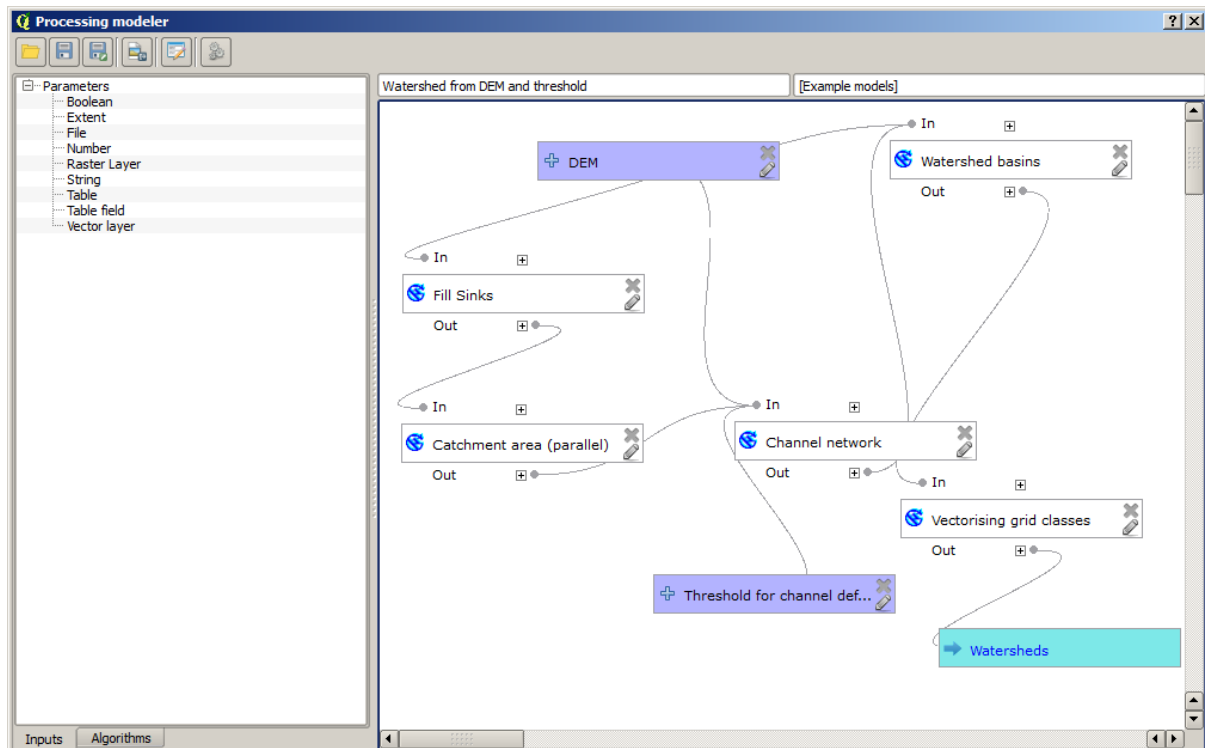 Processing modeler
Parameters
Boolean
Extent
File
Number
Raster Layer
String
Table
Table field
Vector layer
Inputs
Algorithms
Watershed from DEM and threshold
[Example models]
DEM
In
Watershed basins
Out
In
Fill Sinks
Out
In
Catchment area (parallel)
Out
In
Channel network
Out
In
Vectorising grid classes
Out
Threshold for channel def...
Watersheds